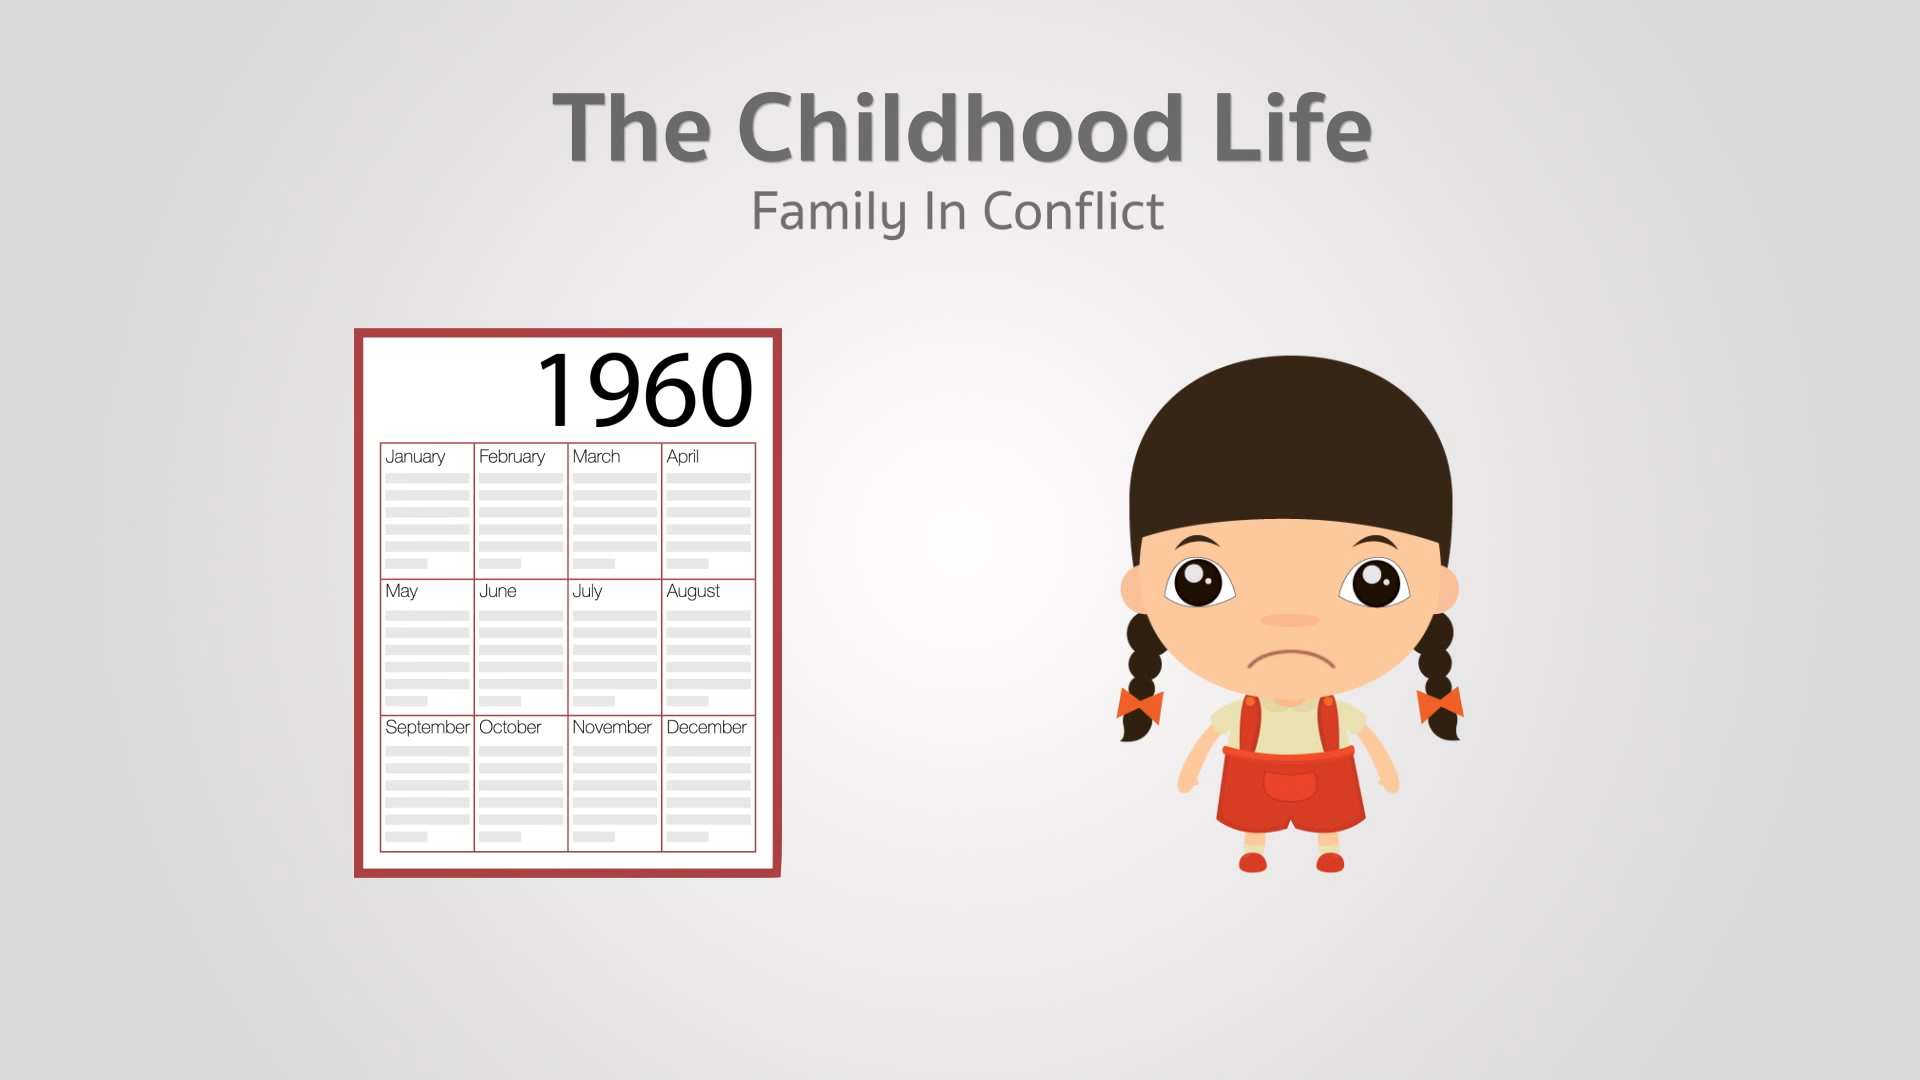 The Childhood Life
Family In Conflict
1960
January February March April
May June July August
September October November December